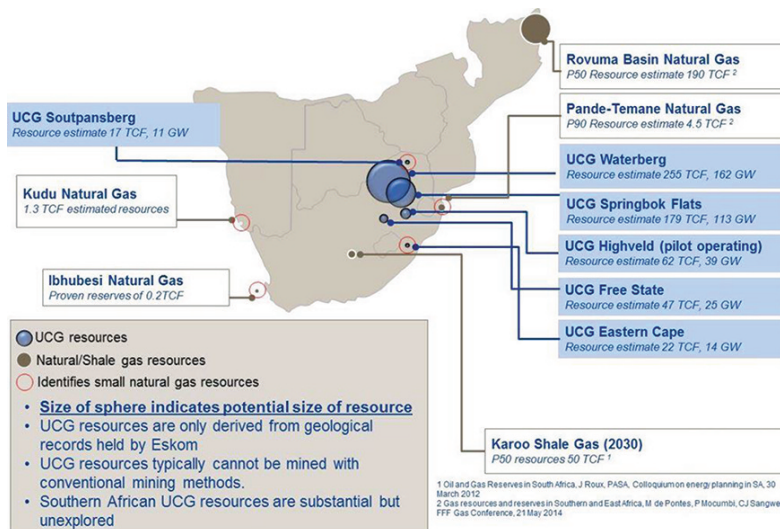 Rovuma Basin Natural Gas
P50 Resource estimate 190 TCF ²
Pande-Temane Natural Gas
P90 Resource estimate 4.5 TCF ²
UCG Soutpansberg
Resource estimate 17 TCF, 11 GW
UCG Waterberg
Resource estimate 255 TCF, 162 GW
Kudu Natural Gas
1.3 TCF estimated resources
UCG Springbok Flats
Resource estimate 179 TCF, 113 GW
UCG Highveld (pilot operating)
Resource estimate 62 TCF, 39 GW
Ibhubesi Natural Gas
Proven reserves of 0.2TCF
UCG Free State
Resource estimate 47 TCF, 25 GW
UCG Eastern Cape
Resource estimate 22 TCF, 14 GW
UCG resources
Natural/Shale gas resources
Identifies small natural gas resources
• Size of sphere indicates potential size of resource
• UCG resources are only derived from geological
records held by Eskom
• UCG resources typically cannot be mined with
conventional mining methods.
• Southern African UCG resources are substantial but
unexplored
Karoo Shale Gas (2030)
P50 resources 50 TCF ¹
1 Oil and Gas Reserves in South Africa, J Roux, PASA, Colloquium on energy planning in SA, 30
March 2012
2 Gas resources and reserves in Southern and East Africa, M de Pontes, P Mocumbi, CJ Sangwe
FFF Gas Conference, 21 May 2014